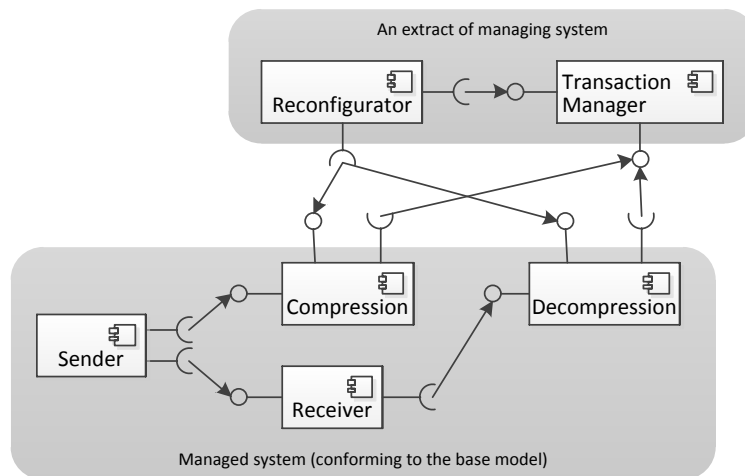 An extract of managing system
Reconfigurator
Transaction
Manager
Compression
Decompression
Sender
Receiver
Managed system (conforming to the base model)